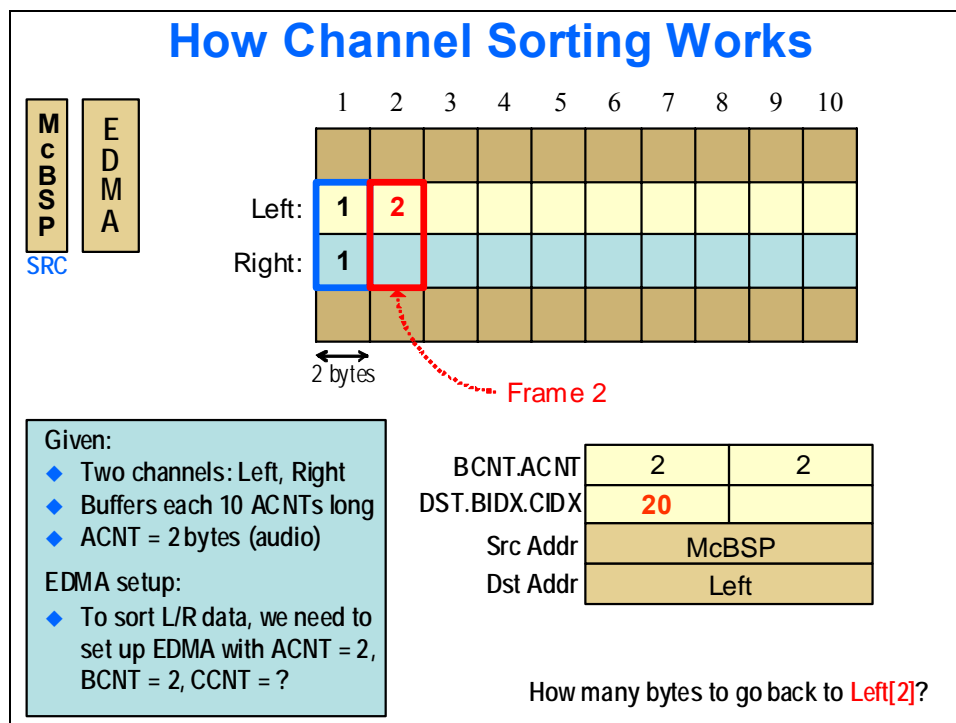 How Channel Sorting Works
McBSP
EDMA
SRC
1 2 3 4 5 6 7 8 9 10
Left: 1 2
Right: 1
2 bytes
Frame 2
Given:
◆ Two channels: Left, Right
◆ Buffers each 10 ACNTs long
◆ ACNT = 2 bytes (audio)
EDMA setup:
◆ To sort L/R data, we need to
set up EDMA with ACNT = 2,
BCNT = 2, CCNT = ?
BCNT.ACNT 2 2
DST.BIDX.CIDX 20
Src Addr McBSP
Dst Addr Left
How many bytes to go back to Left[2]?